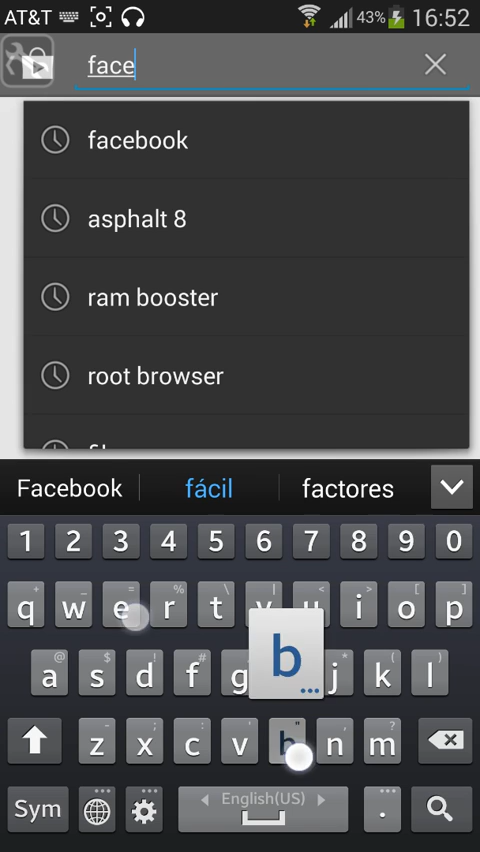 AT&T 43% 16:52
face
facebook
asphalt 8
ram booster
root browser
Facebook fácil factores
1 2 3 4 5 6 7 8 9 0
+ _ = % \ | < > [ ]
q w e r t y u i o p
@ $ ! # * ( )
a s d f g j k l
b...
- ; : ' " , ?
z x c v b n m
Sym English(US) .